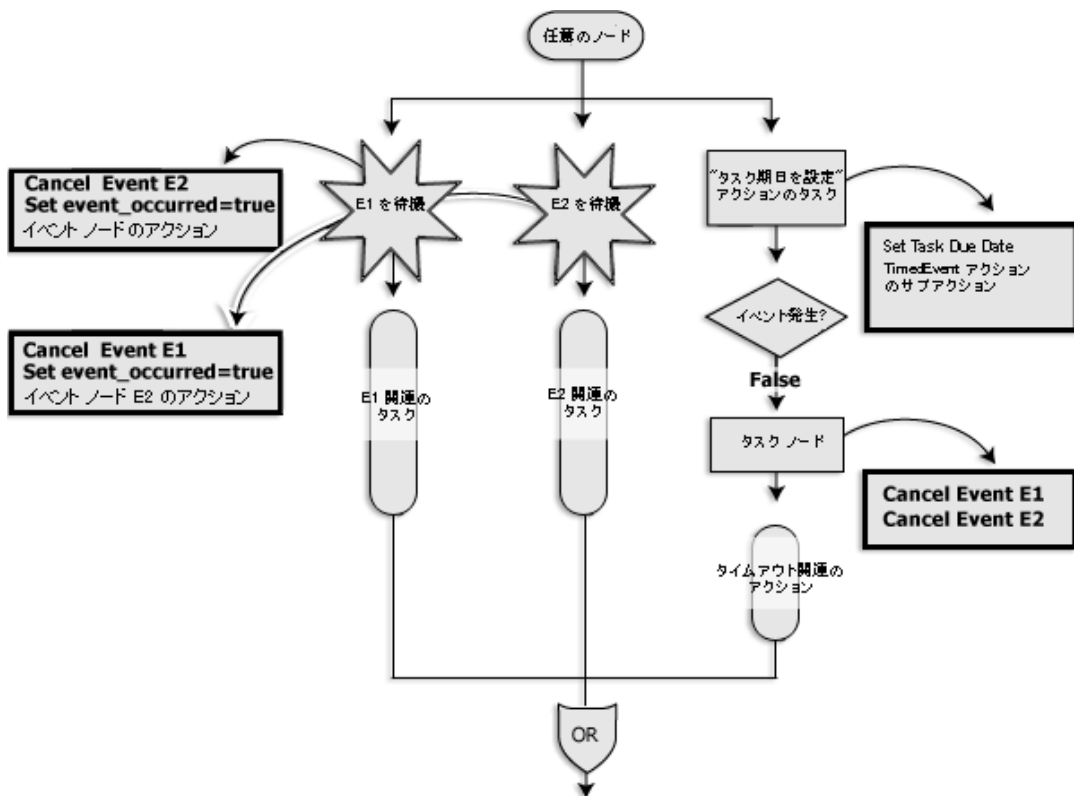 任意のノード
E1 を待機
E2 を待機
"タスク期日を設定"
アクションのタスク
Cancel Event E2
Set event_occurred=true
イベント ノードのアクション
Set Task Due Date
TimedEvent アクション
のサブアクション
イベント発生?
Cancel Event E1
Set event_occurred=true
イベント ノード E2 のアクション
False
E1 関連の
タスク
E2 関連の
タスク
タスク ノード
Cancel Event E1
Cancel Event E2
タイムアウト関連の
アクション
OR